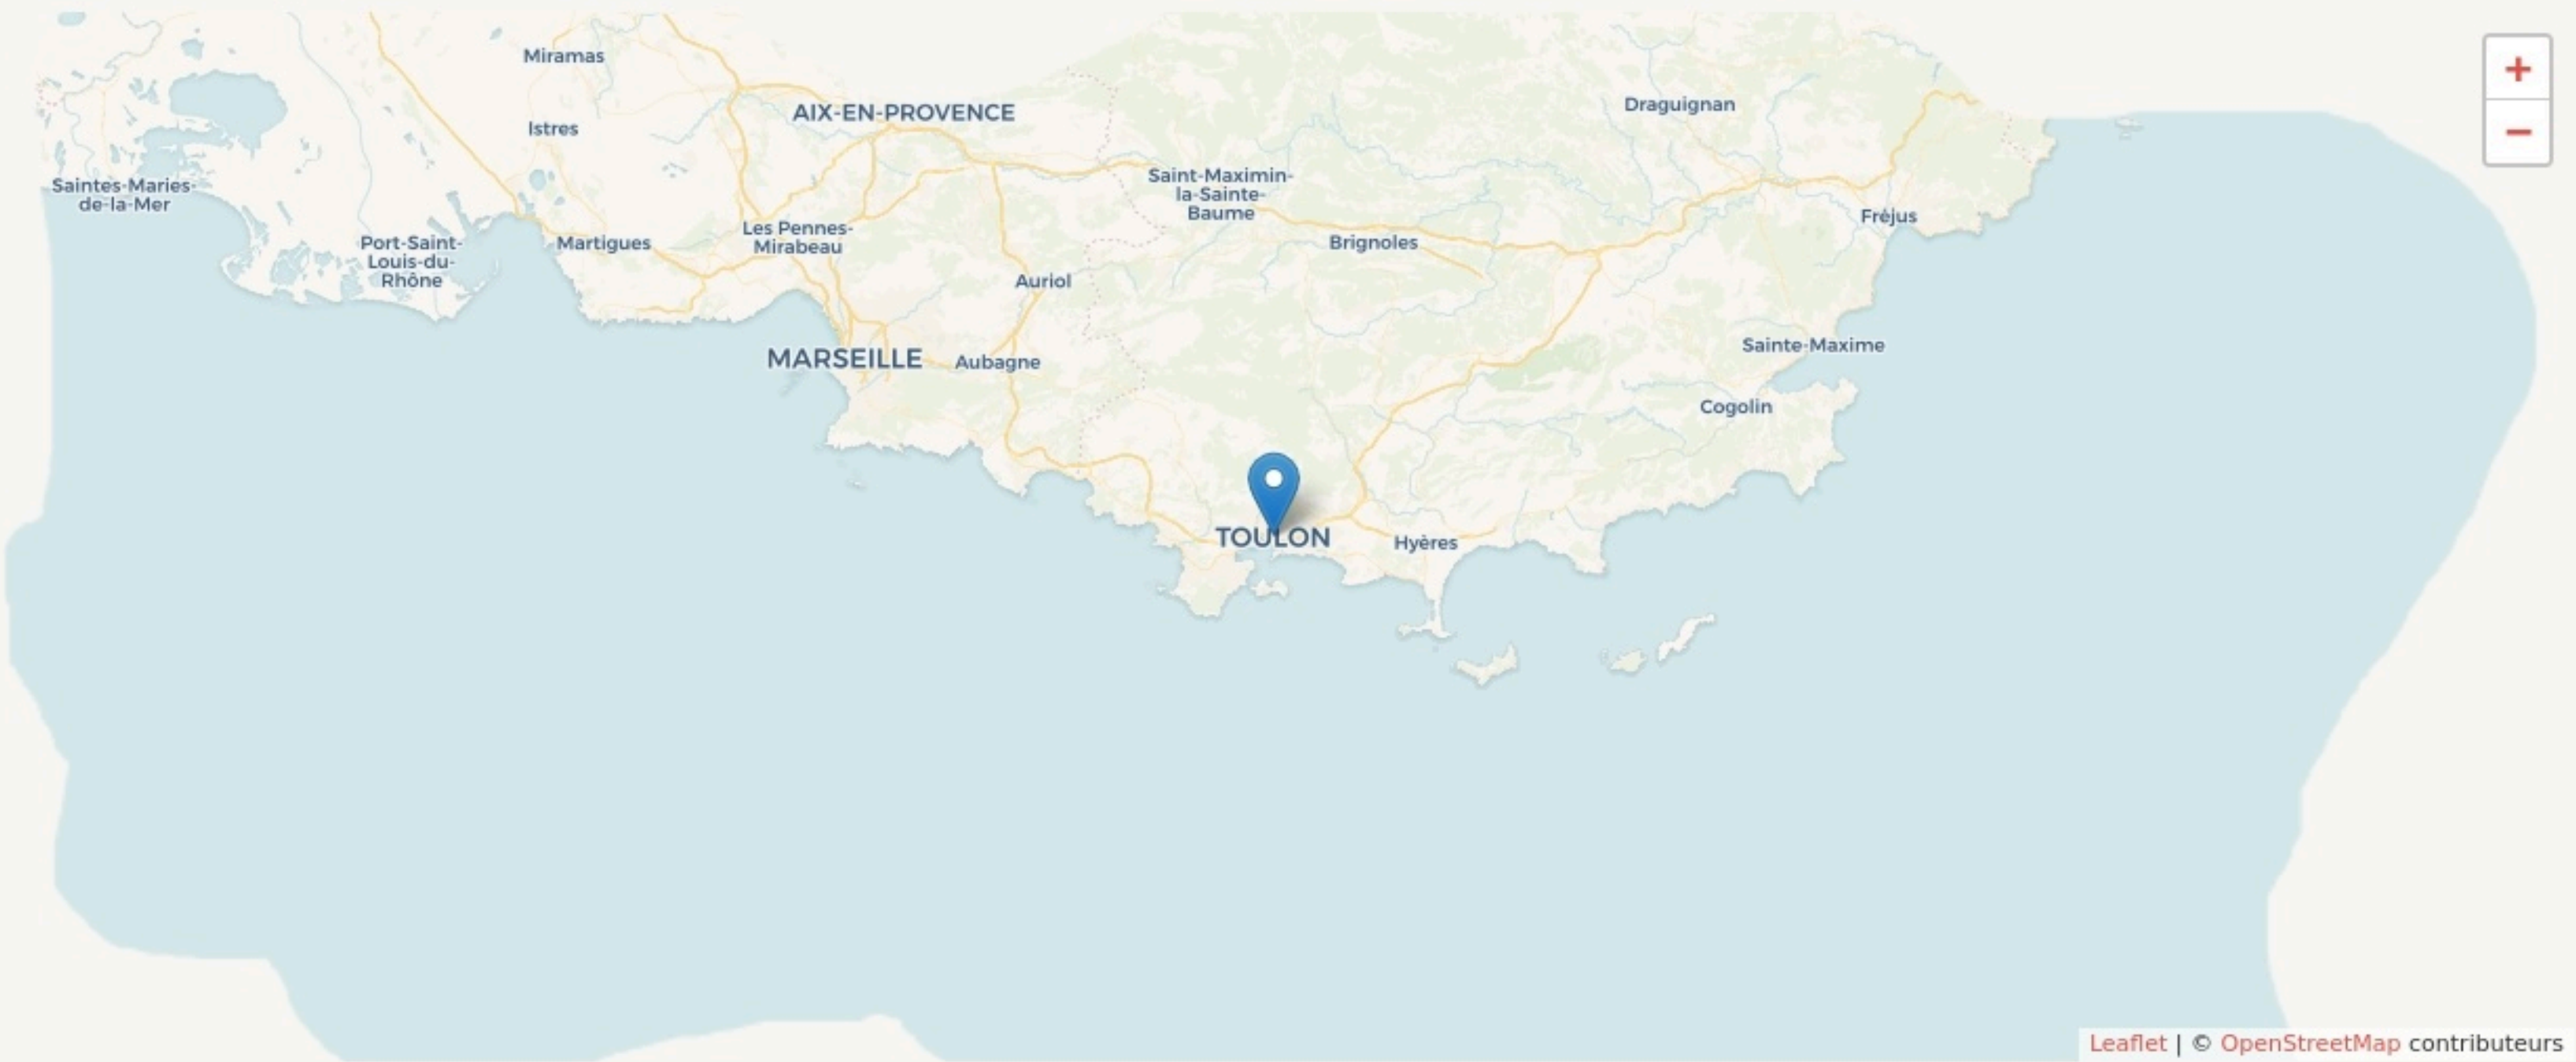 Miramas
AIX-EN-PROVENCE
Draguignan
Istres
Saintes-Maries-
de-la-Mer
Saint-Maximin-
la-Sainte-
Baume
Fréjus
Port-Saint-
Louis-du-
Rhône
Martigues
Les Pennes-
Mirabeau
Brignoles
Auriol
MARSEILLE
Aubagne
Sainte-Maxime
Cogolin
TOULON
Hyères
+
−
Leaflet | © OpenStreetMap contributeurs